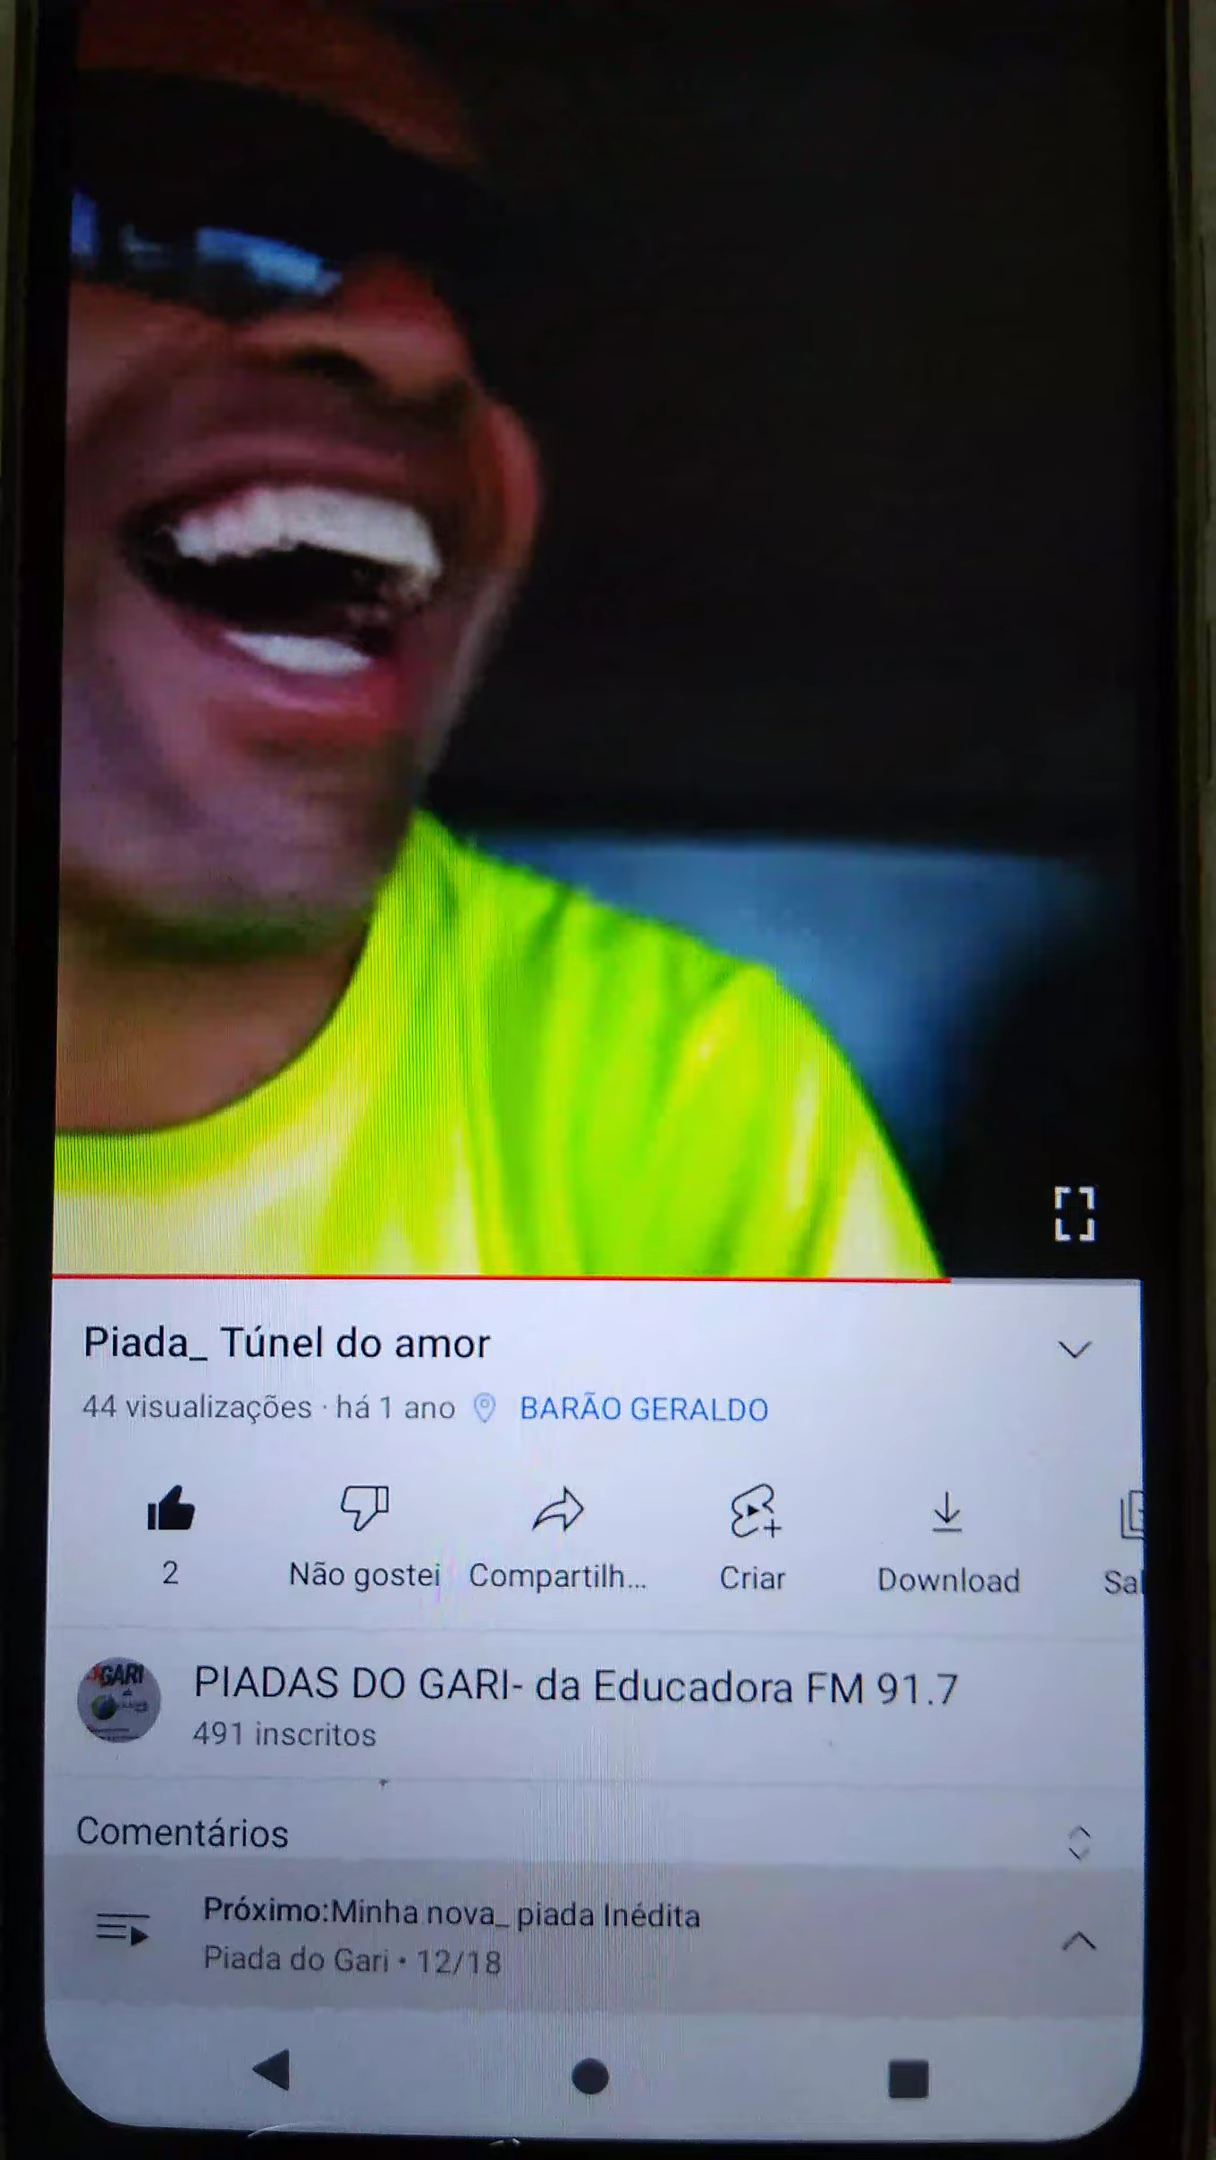 Piada_ Túnel do amor
44 visualizações · há 1 ano BARÃO GERALDO
2 Não gostei Compartilh... Criar Download Sal
GARI
PIADAS DO GARI- da Educadora FM 91.7
491 inscritos
Comentários
Próximo:Minha nova_ piada Inédita
Piada do Gari • 12/18